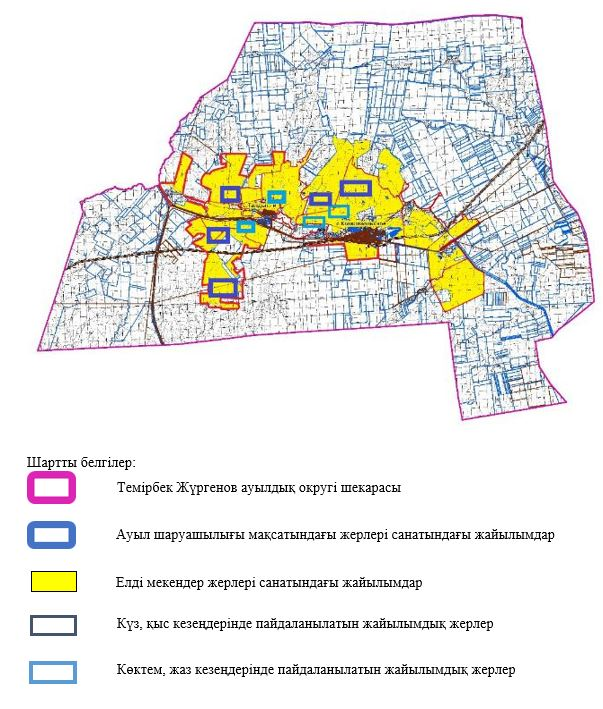 Шартты белгілер:
Темірбек Жүргенов ауылдық округі шекарасы
Ауыл шаруашылығы мақсатындағы жерлері санатындағы жайылымдар
Елді мекендер жерлері санатындағы жайылымдар
Күз, қыс кезеңдерінде пайдаланылатын жайылымдық жерлер
Көктем, жаз кезеңдерінде пайдаланылатын жайылымдық жерлер